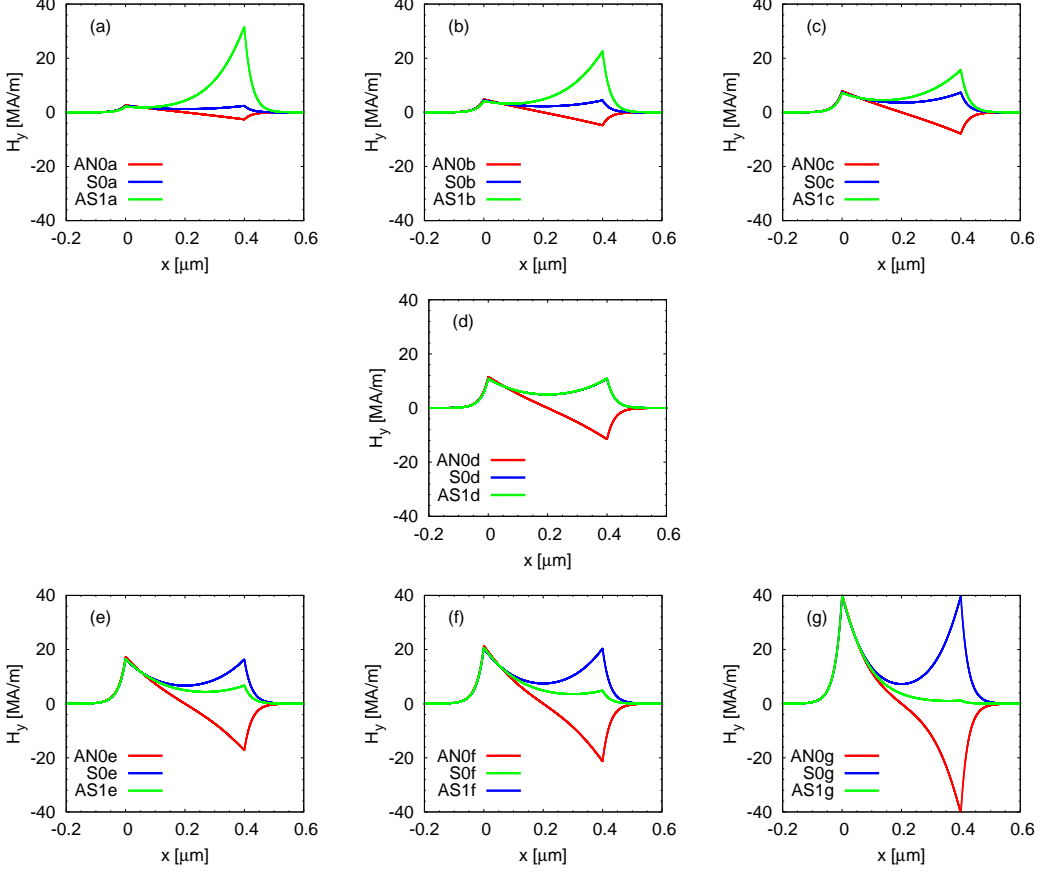 (a)
H_y [MA/m]
40
20
0
-20
-40
AN0a
S0a
AS1a
-0.2 0 0.2 0.4 0.6
x [μm]
(b)
H_y [MA/m]
40
20
0
-20
-40
AN0b
S0b
AS1b
-0.2 0 0.2 0.4 0.6
x [μm]
(c)
H_y [MA/m]
40
20
0
-20
-40
AN0c
S0c
AS1c
-0.2 0 0.2 0.4 0.6
x [μm]
(d)
H_y [MA/m]
40
20
0
-20
-40
AN0d
S0d
AS1d
-0.2 0 0.2 0.4 0.6
x [μm]
(e)
H_y [MA/m]
40
20
0
-20
-40
AN0e
S0e
AS1e
-0.2 0 0.2 0.4 0.6
x [μm]
(f)
H_y [MA/m]
40
20
0
-20
-40
AN0f
S0f
AS1f
-0.2 0 0.2 0.4 0.6
x [μm]
(g)
H_y [MA/m]
40
20
0
-20
-40
AN0g
S0g
AS1g
-0.2 0 0.2 0.4 0.6
x [μm]